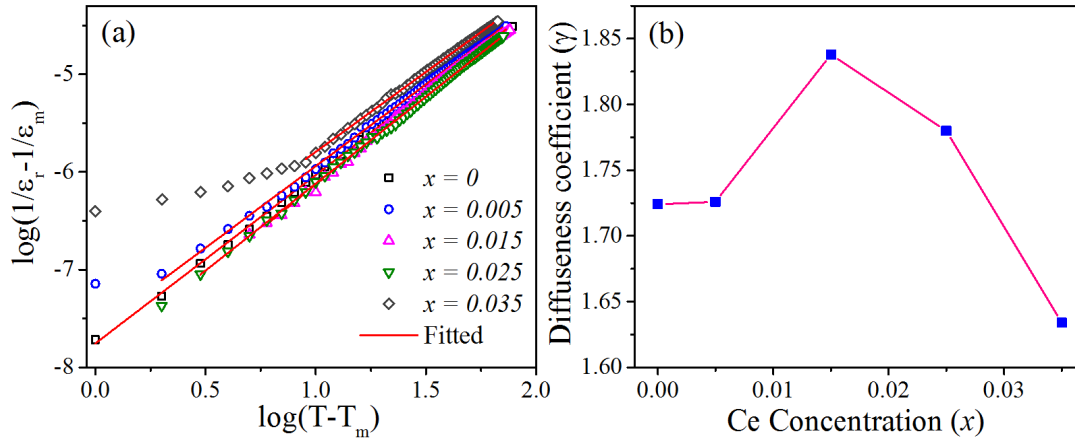 (a)
log(1/εr-1/εm)
-5
-6
-7
-8
x = 0
x = 0.005
x = 0.015
x = 0.025
x = 0.035
Fitted
0.0 0.5 1.0 1.5 2.0
log(T-Tm)
(b)
Diffuseness coefficient (γ)
1.85
1.80
1.75
1.70
1.65
1.60
0.00 0.01 0.02 0.03
Ce Concentration (x)